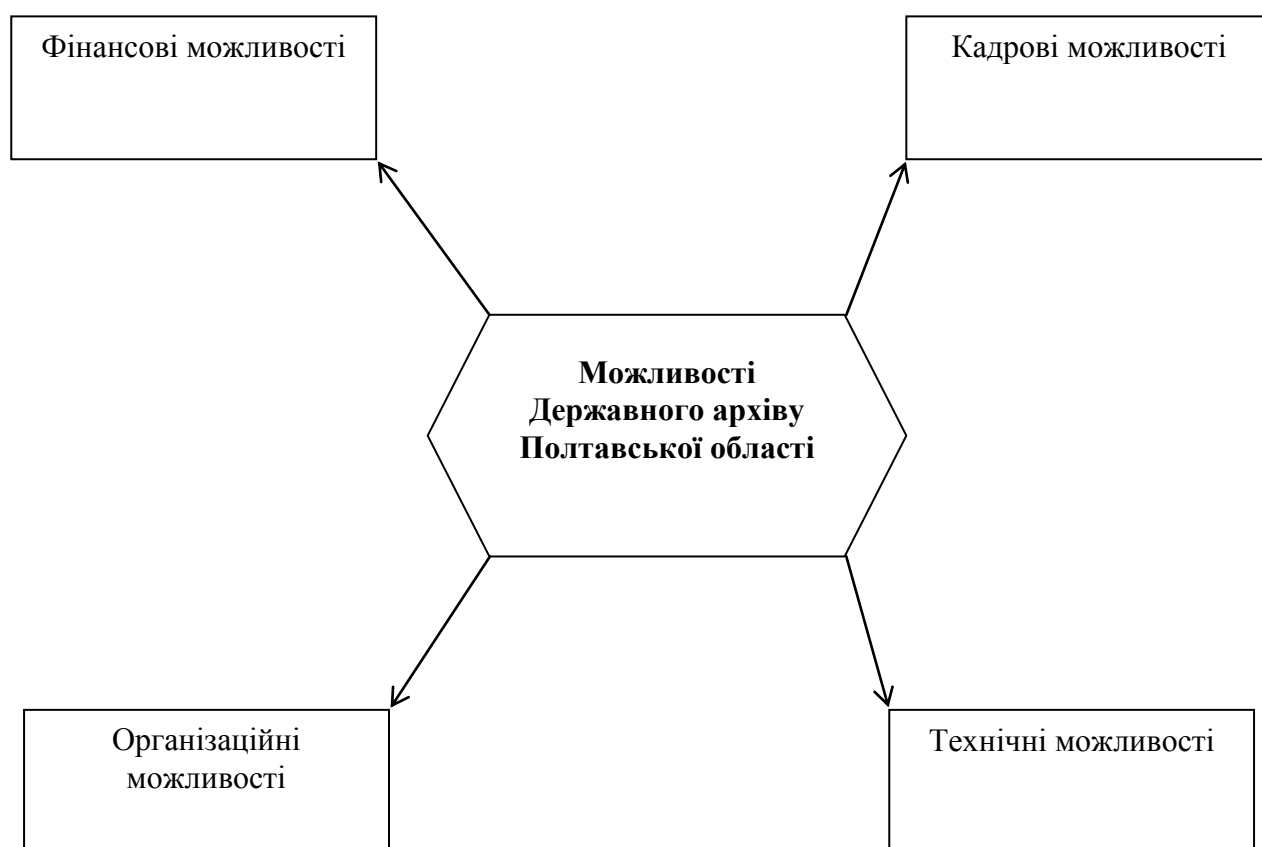 Фінансові можливості
Кадрові можливості
Можливості
Державного архіву
Полтавської області
Організаційні
можливості
Технічні можливості